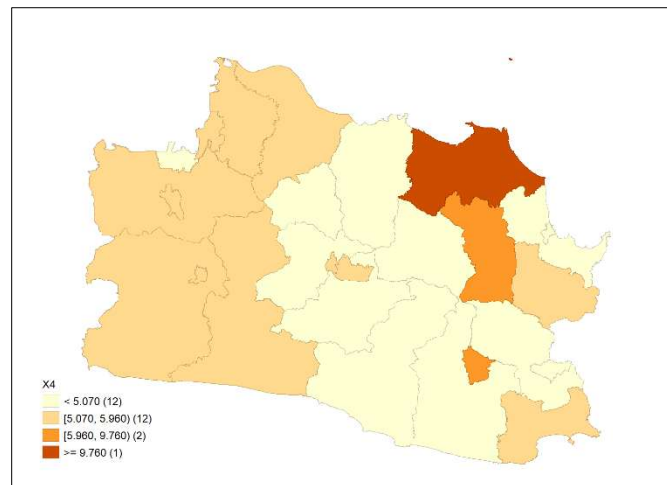 X4
< 5.070 (12)
[5.070, 5.960) (12)
[5.960, 9.760) (2)
>= 9.760 (1)